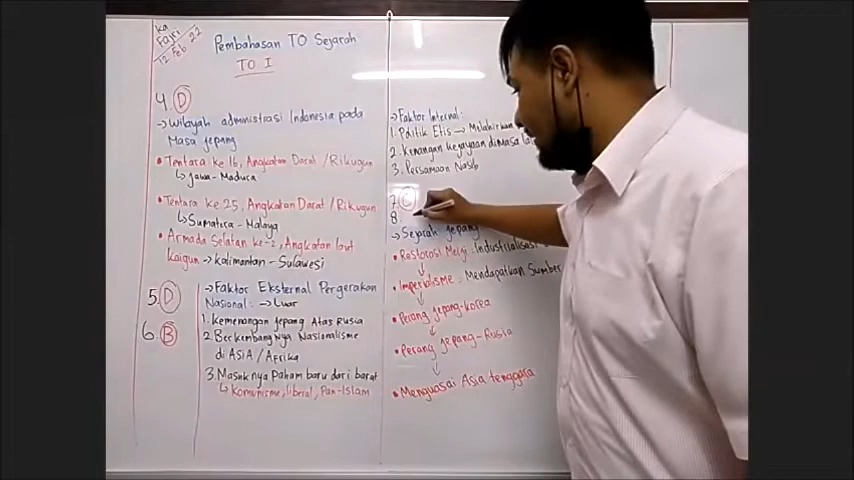 Ka
Fajri
12 Feb 22
Pembahasan TO Sejarah
TO I
4. D
→ Wilayah administrasi Indonesia pada
Masa jepang
• Tentara ke 16, Angkatan Darat / Rikugun
↳ Jawa - Madura
• Tentara ke 25, Angkatan Darat / Rikugun
↳ Sumatera - Malaya
• Armada Selatan ke-2, Angkatan laut
Kaigun → Kalimantan - Sulawesi
5. D
→ Faktor Eksternal Pergerakan
Nasional: → Luar
1. Kemenangan jepang Atas Rusia
6. B
2. Berkembangnya Nasionalisme
di ASIA / Afrika
3. Masuknya Paham baru dari barat
↳ Komunisme, liberal, Pan-Islam
→ Faktor Internal:
1. Politik Etis → Melahirkan
2. Kenangan kejayaan dimasa
3. Persamaan Nasib
7. C
8.
→ Sejarah jepang
• Restorasi Meiji = Industrialisasi
↓
• Imperialisme = Mendapatkan Sumber
↓
• Perang jepang-korea
↓
• Perang jepang-Rusia
↓
• Menguasai Asia tenggara